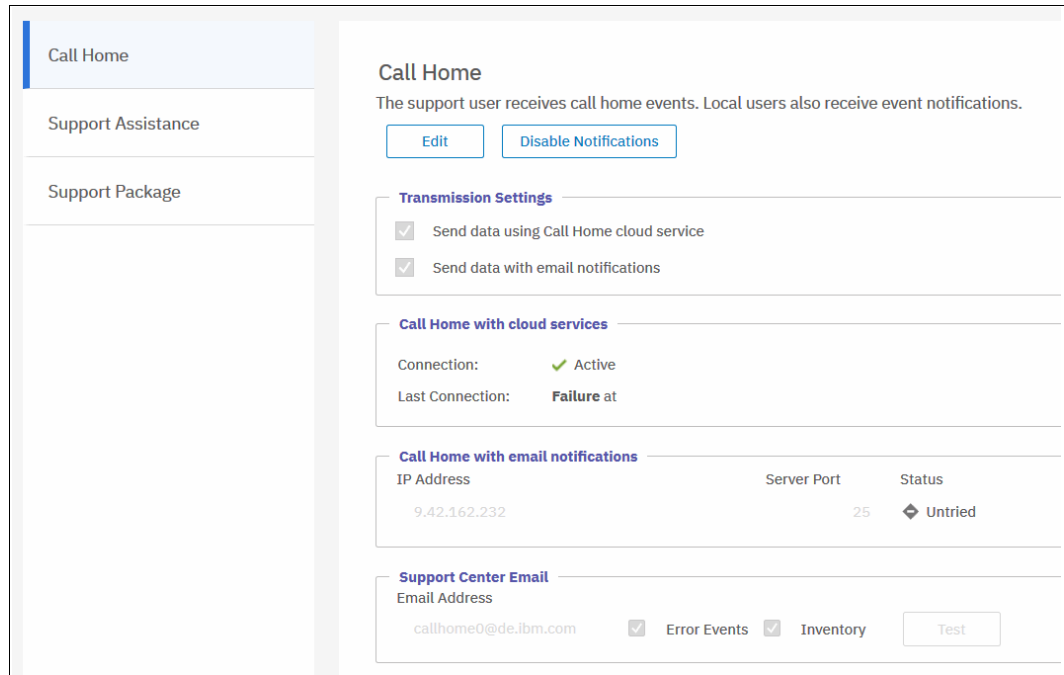 Call Home
Support Assistance
Support Package
Call Home
The support user receives call home events. Local users also receive event notifications.
Edit Disable Notifications
Transmission Settings
Send data using Call Home cloud service
Send data with email notifications
Call Home with cloud services
Connection: Active
Last Connection: Failure at
Call Home with email notifications
IP Address Server Port Status
9.42.162.232 25 Untried
Support Center Email
Email Address
callhome0@de.ibm.com Error Events Inventory Test